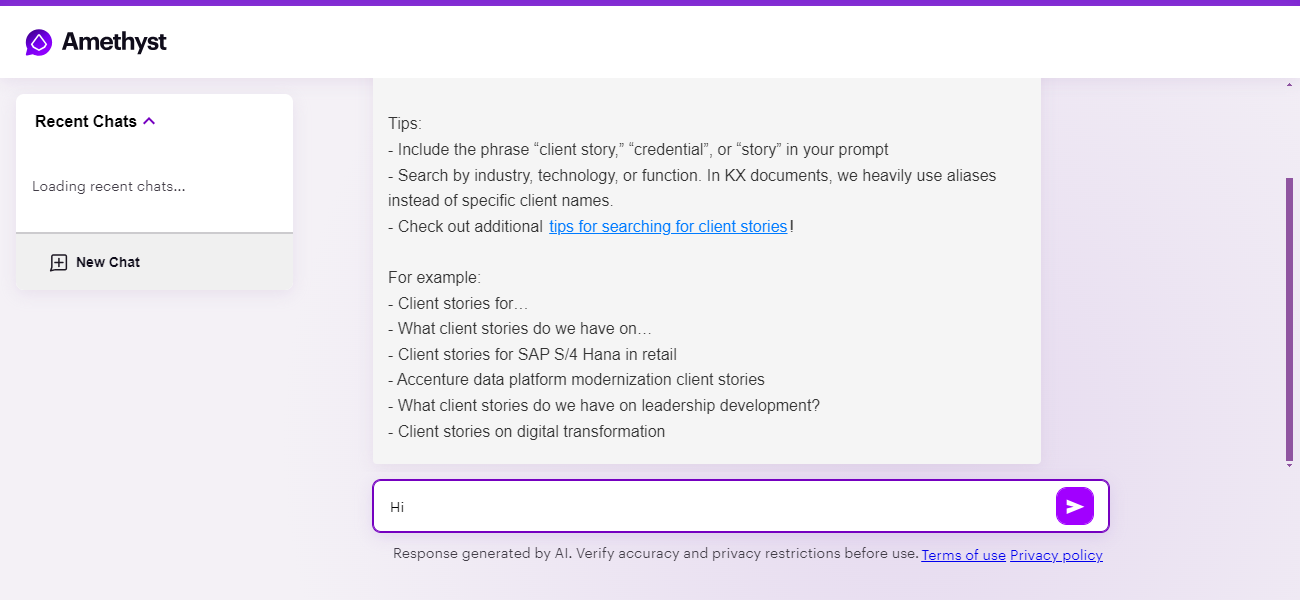 Amethyst
Recent Chats
Loading recent chats...
New Chat
Tips:
- Include the phrase “client story,” “credential”, or “story” in your prompt
- Search by industry, technology, or function. In KX documents, we heavily use aliases
instead of specific client names.
- Check out additional tips for searching for client stories!
For example:
- Client stories for…
- What client stories do we have on…
- Client stories for SAP S/4 Hana in retail
- Accenture data platform modernization client stories
- What client stories do we have on leadership development?
- Client stories on digital transformation
Hi
Response generated by AI. Verify accuracy and privacy restrictions before use. Terms of use Privacy policy